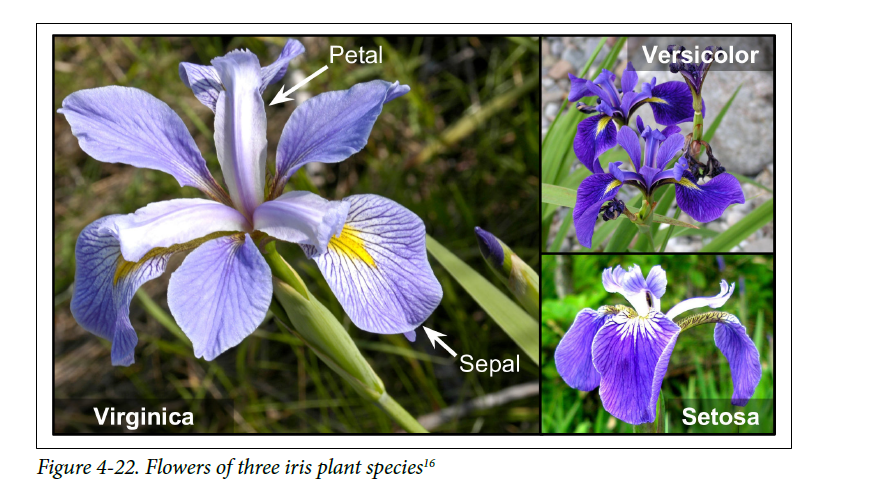 Petal
Versicolor
Sepal
Virginica
Setosa
Figure 4-22. Flowers of three iris plant species16